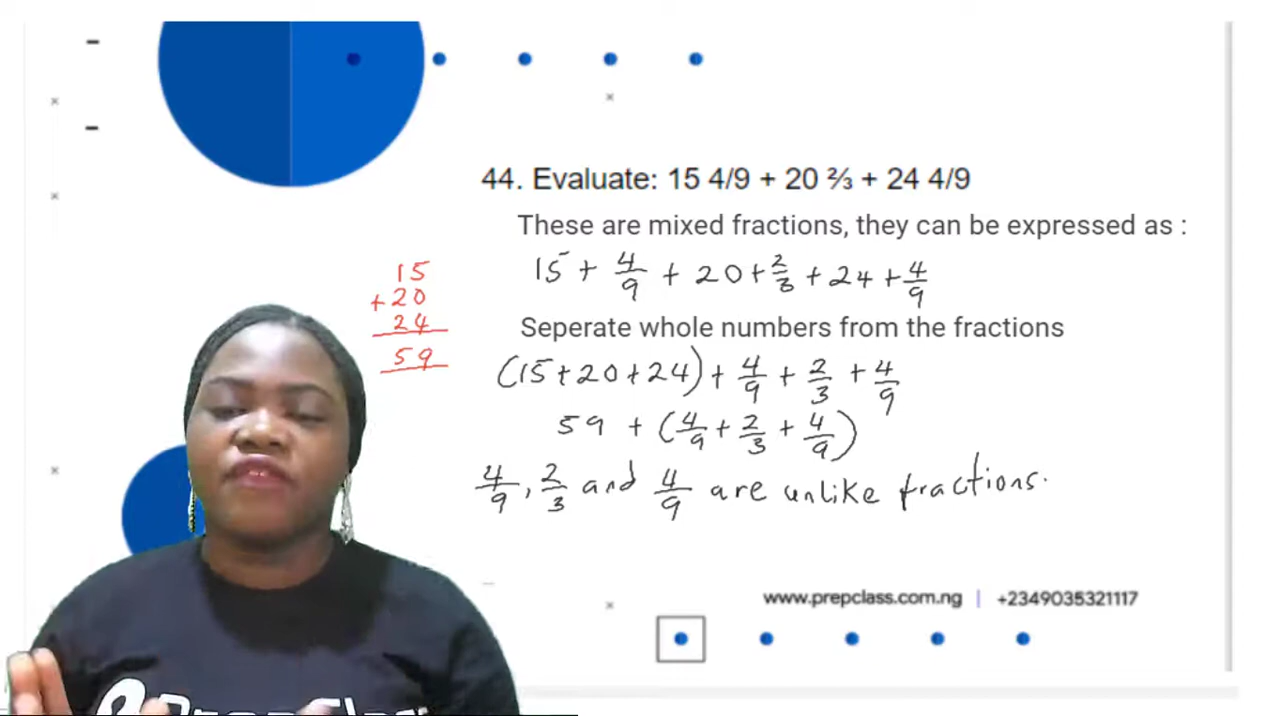 44. Evaluate: 15 4/9 + 20 ⅔ + 24 4/9
These are mixed fractions, they can be expressed as :
15 + 4/9 + 20 + 2/3 + 24 + 4/9
15
+ 20
24
59
Seperate whole numbers from the fractions
(15 + 20 + 24) + 4/9 + 2/3 + 4/9
59 + (4/9 + 2/3 + 4/9)
4/9, 2/3 and 4/9 are unlike fractions.
www.prepclass.com.ng | +2349035321117